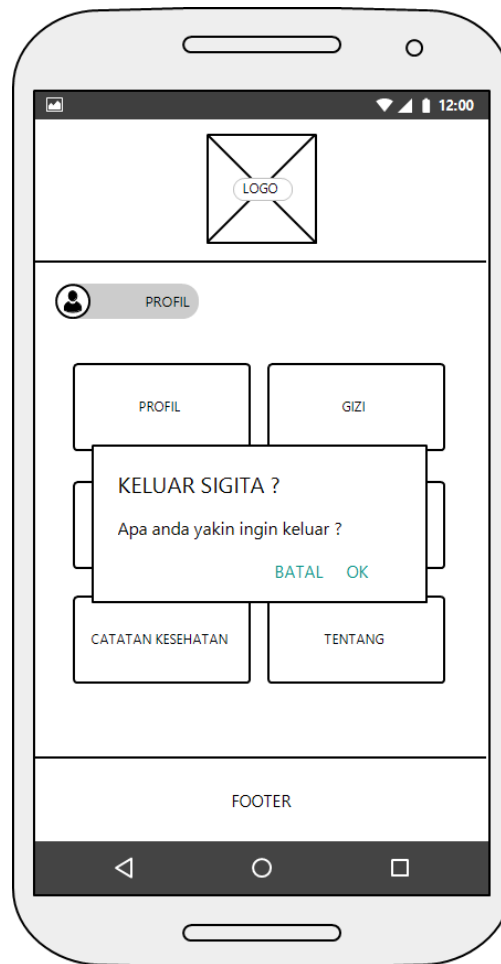 12:00
LOGO
PROFIL
PROFIL
GIZI
KELUAR SIGITA ?
Apa anda yakin ingin keluar ?
BATAL OK
CATATAN KESEHATAN
TENTANG
FOOTER